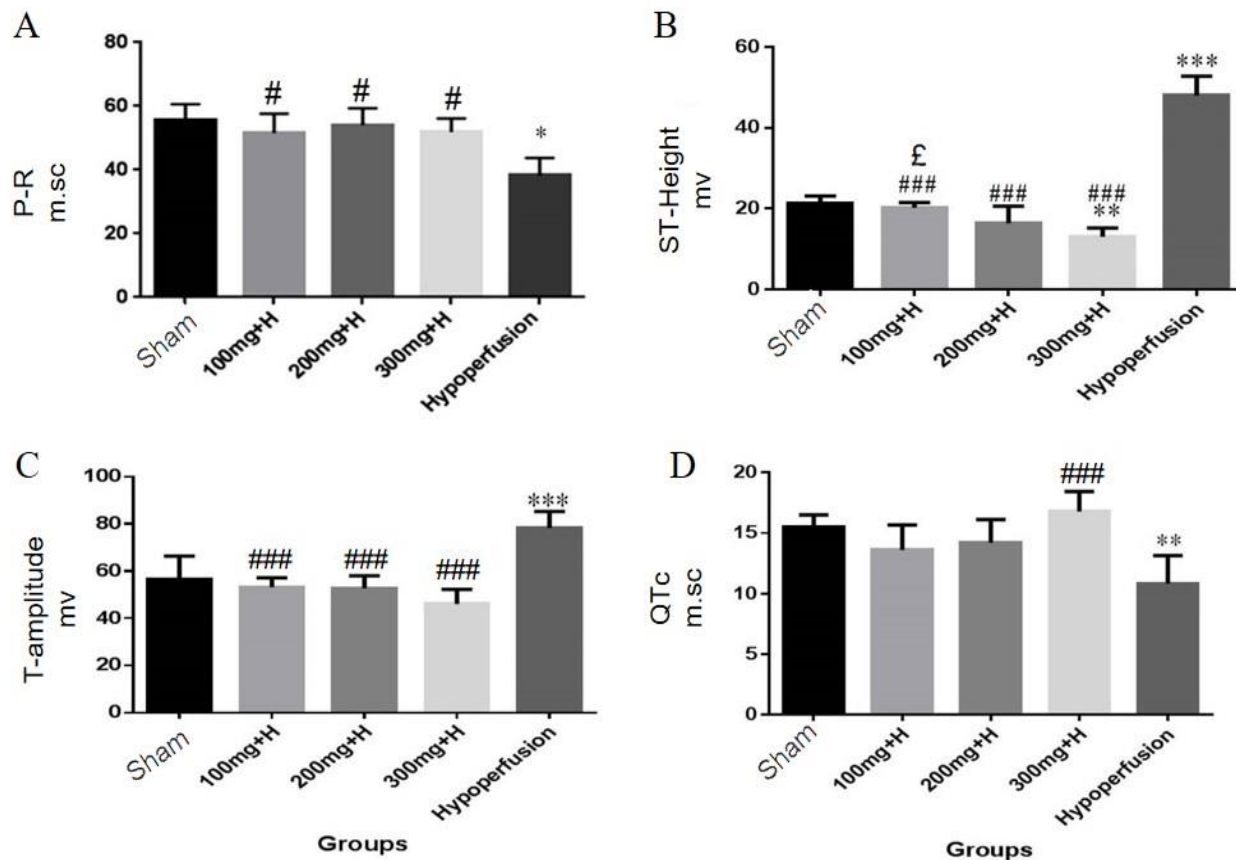 A
P-R
m.sc
80
60
40
20
0
#
#
#
*
Sham
100mg+H
200mg+H
300mg+H
Hypoperfusion
B
ST-Height
mv
60
40
20
0
£
###
###
###
**
***
Sham
100mg+H
200mg+H
300mg+H
Hypoperfusion
C
T-amplitude
mv
100
80
60
40
20
0
###
###
###
***
Sham
100mg+H
200mg+H
300mg+H
Hypoperfusion
Groups
D
QTc
m.sc
20
15
10
5
0
###
**
Sham
100mg+H
200mg+H
300mg+H
Hypoperfusion
Groups